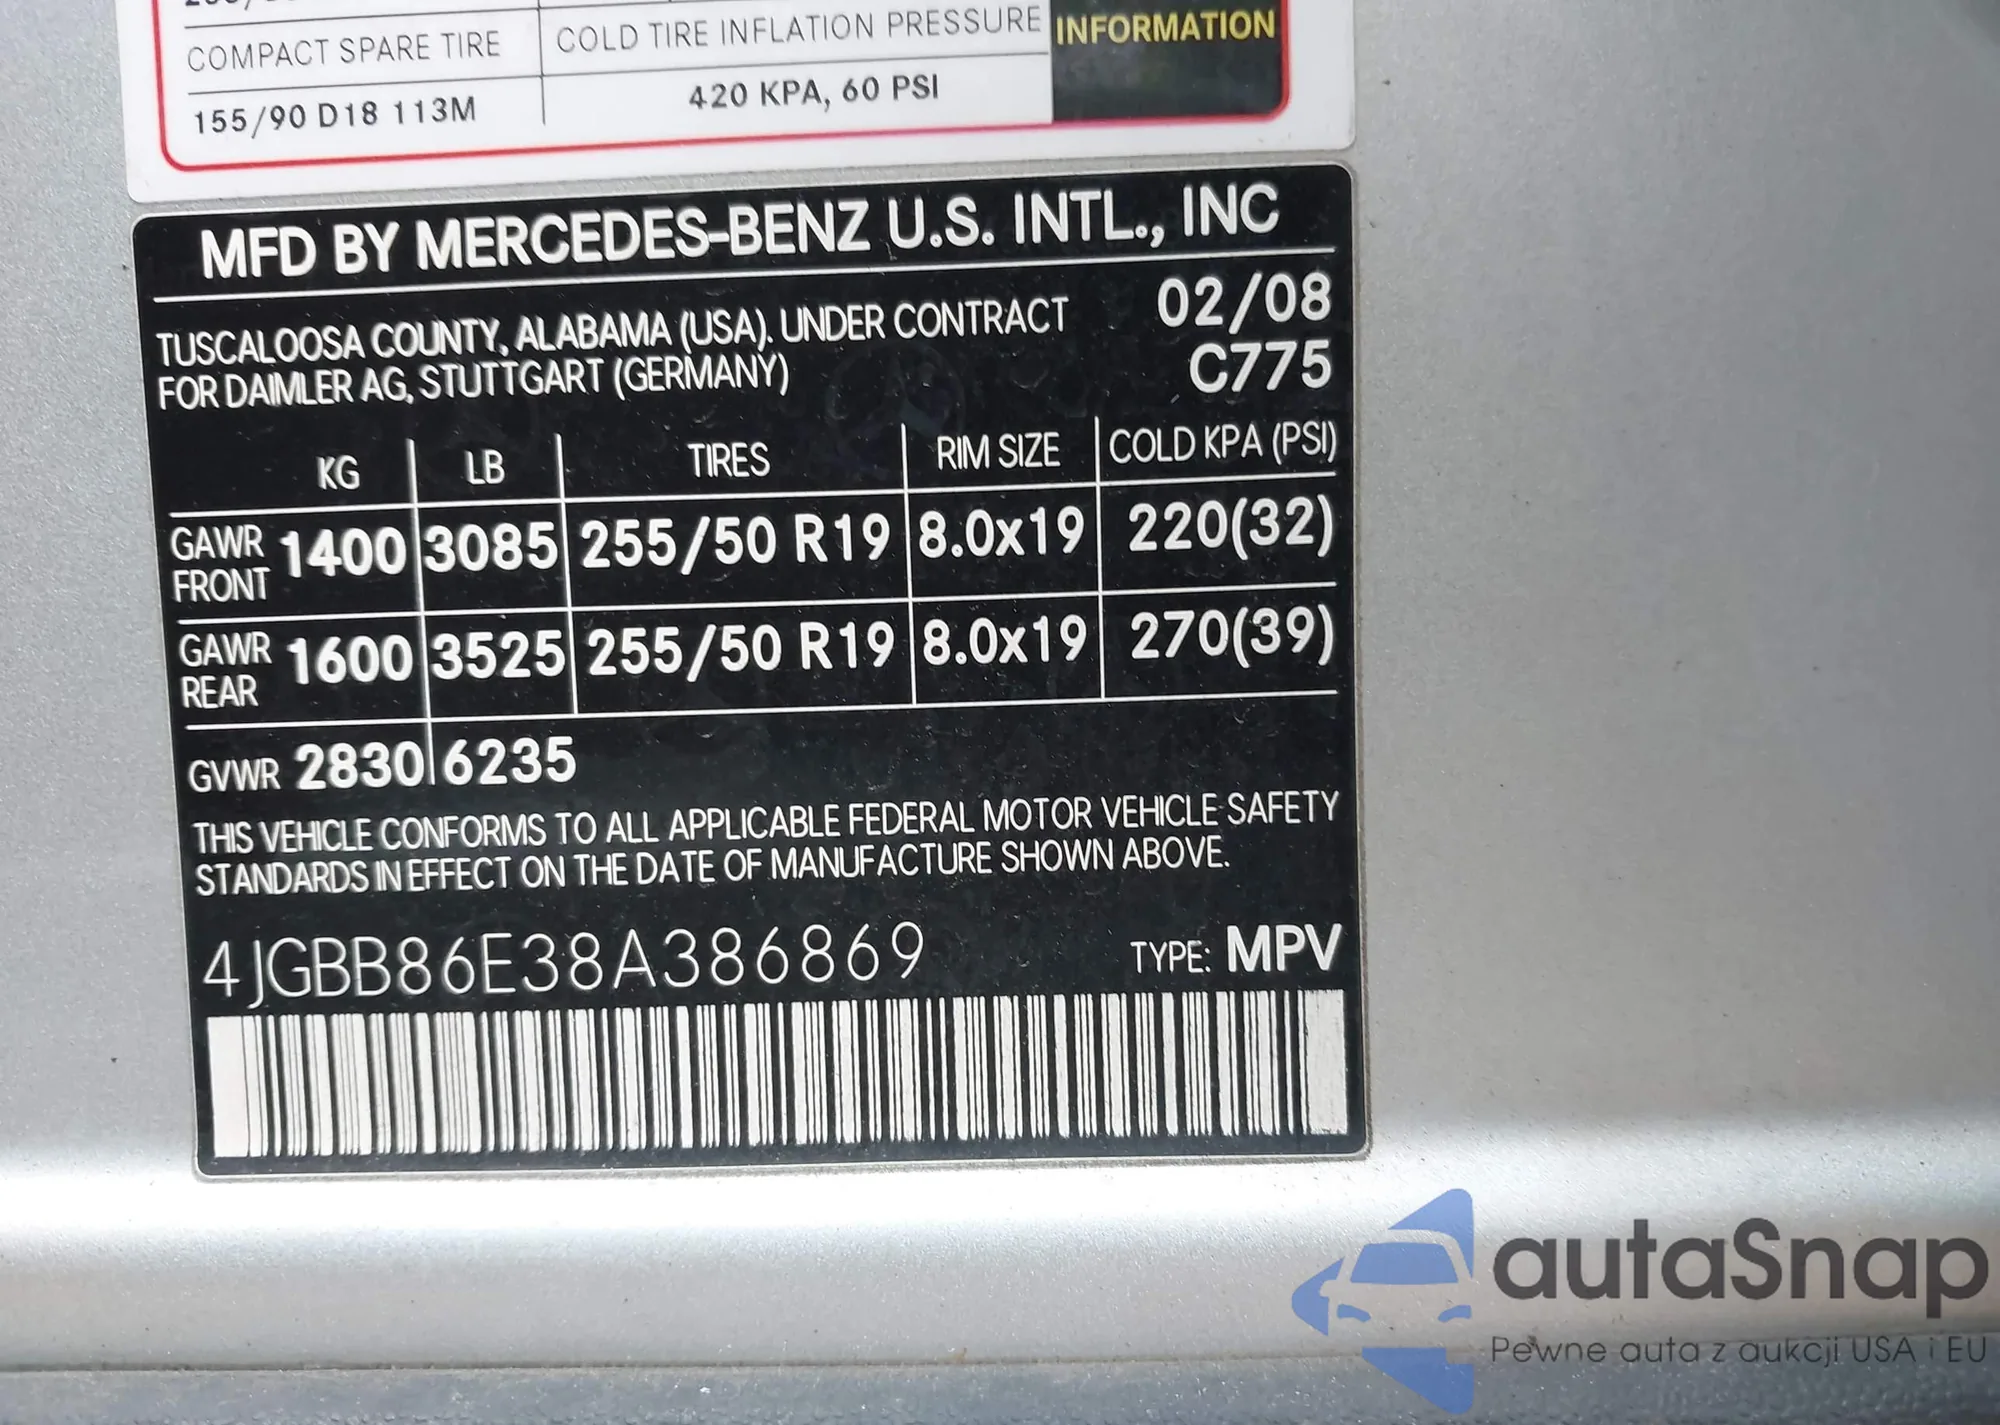 COMPACT SPARE TIRE COLD TIRE INFLATION PRESSURE INFORMATION
155/90 D18 113M 420 KPA, 60 PSI
MFD BY MERCEDES-BENZ U.S. INTL., INC
TUSCALOOSA COUNTY, ALABAMA (USA). UNDER CONTRACT 02/08
FOR DAIMLER AG, STUTTGART (GERMANY) C775
KG LB TIRES RIM SIZE COLD KPA (PSI)
GAWR FRONT 1400 3085 255/50 R19 8.0x19 220(32)
GAWR REAR 1600 3525 255/50 R19 8.0x19 270(39)
GVWR 2830 6235
THIS VEHICLE CONFORMS TO ALL APPLICABLE FEDERAL MOTOR VEHICLE SAFETY
STANDARDS IN EFFECT ON THE DATE OF MANUFACTURE SHOWN ABOVE.
4JGBB86E38A386869 TYPE: MPV
autaSnap
Pewne auta z aukcji USA i EU